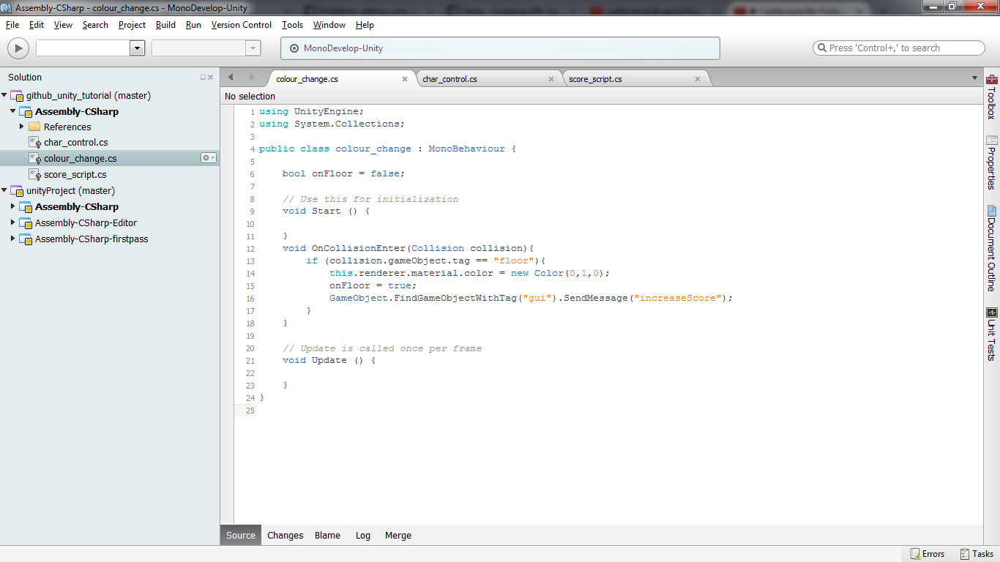 Assembly-CSharp - colour_change.cs - MonoDevelop-Unity
File Edit View Search Project Build Run Version Control Tools Window Help
MonoDevelop-Unity
Press 'Control+,' to search
Solution
github_unity_tutorial (master)
Assembly-CSharp
References
char_control.cs
colour_change.cs
score_script.cs
unityProject (master)
Assembly-CSharp
Assembly-CSharp-Editor
Assembly-CSharp-firstpass
colour_change.cs char_control.cs score_script.cs
No selection
1 using UnityEngine;
2 using System.Collections;
3
4 public class colour_change : MonoBehaviour {
5
6 bool onFloor = false;
7
8 // Use this for initialization
9 void Start () {
10
11 }
12 void OnCollisionEnter(Collision collision){
13 if (collision.gameObject.tag == "floor"){
14 this.renderer.material.color = new Color(0,1,0);
15 onFloor = true;
16 GameObject.FindGameObjectWithTag("gui").SendMessage("increaseScore");
17 }
18 }
19
20 // Update is called once per frame
21 void Update () {
22
23 }
24 }
25
Toolbox
Properties
Document Outline
Unit Tests
Source Changes Blame Log Merge
Errors Tasks